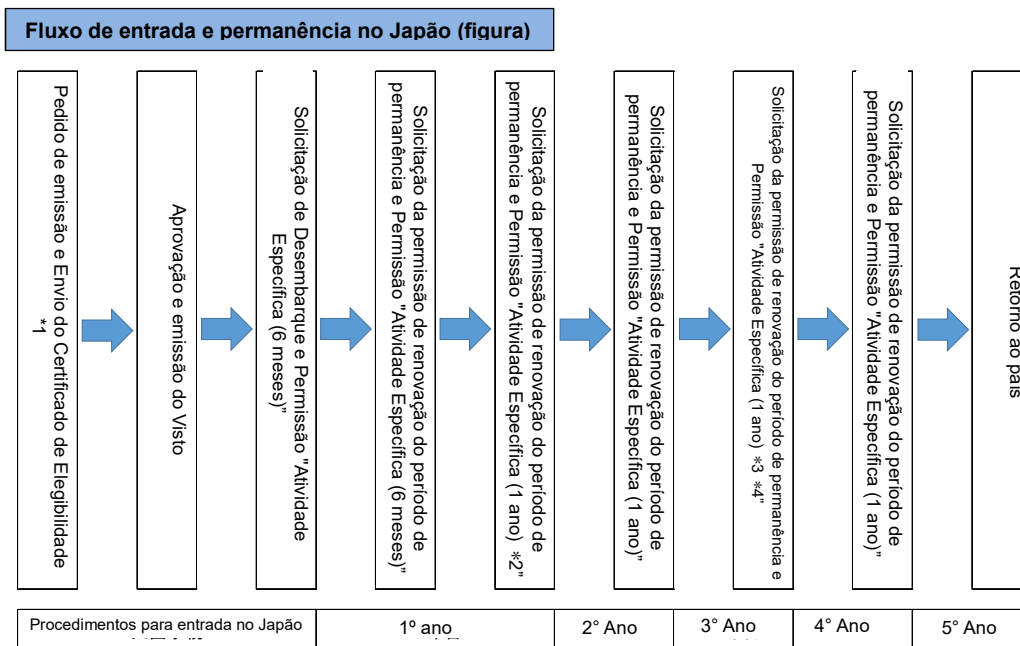 Fluxo de entrada e permanência no Japão (figura)
Pedido de emissão e Envio do Certificado de Elegibilidade
*1
Aprovação e emissão do Visto
Solicitação de Desembarque e Permissão "Atividade
Específica (6 meses)”
Solicitação da permissão de renovação do período de
permanência e Permissão "Atividade Específica (6 meses)”
Solicitação da permissão de renovação do período de
permanência e Permissão "Atividade Específica (1 ano) *2”
Solicitação da permissão de renovação do período de
permanência e Permissão "Atividade Específica (1 ano)”
Solicitação da permissão de renovação do período de permanência e
Permissão "Atividade Específica (1 ano) *3 *4”
Solicitação da permissão de renovação do período de
permanência e Permissão "Atividade Específica (1 ano)”
Retorno ao país
Procedimentos para entrada no Japão
1º ano
2° Ano
3° Ano
4° Ano
5° Ano